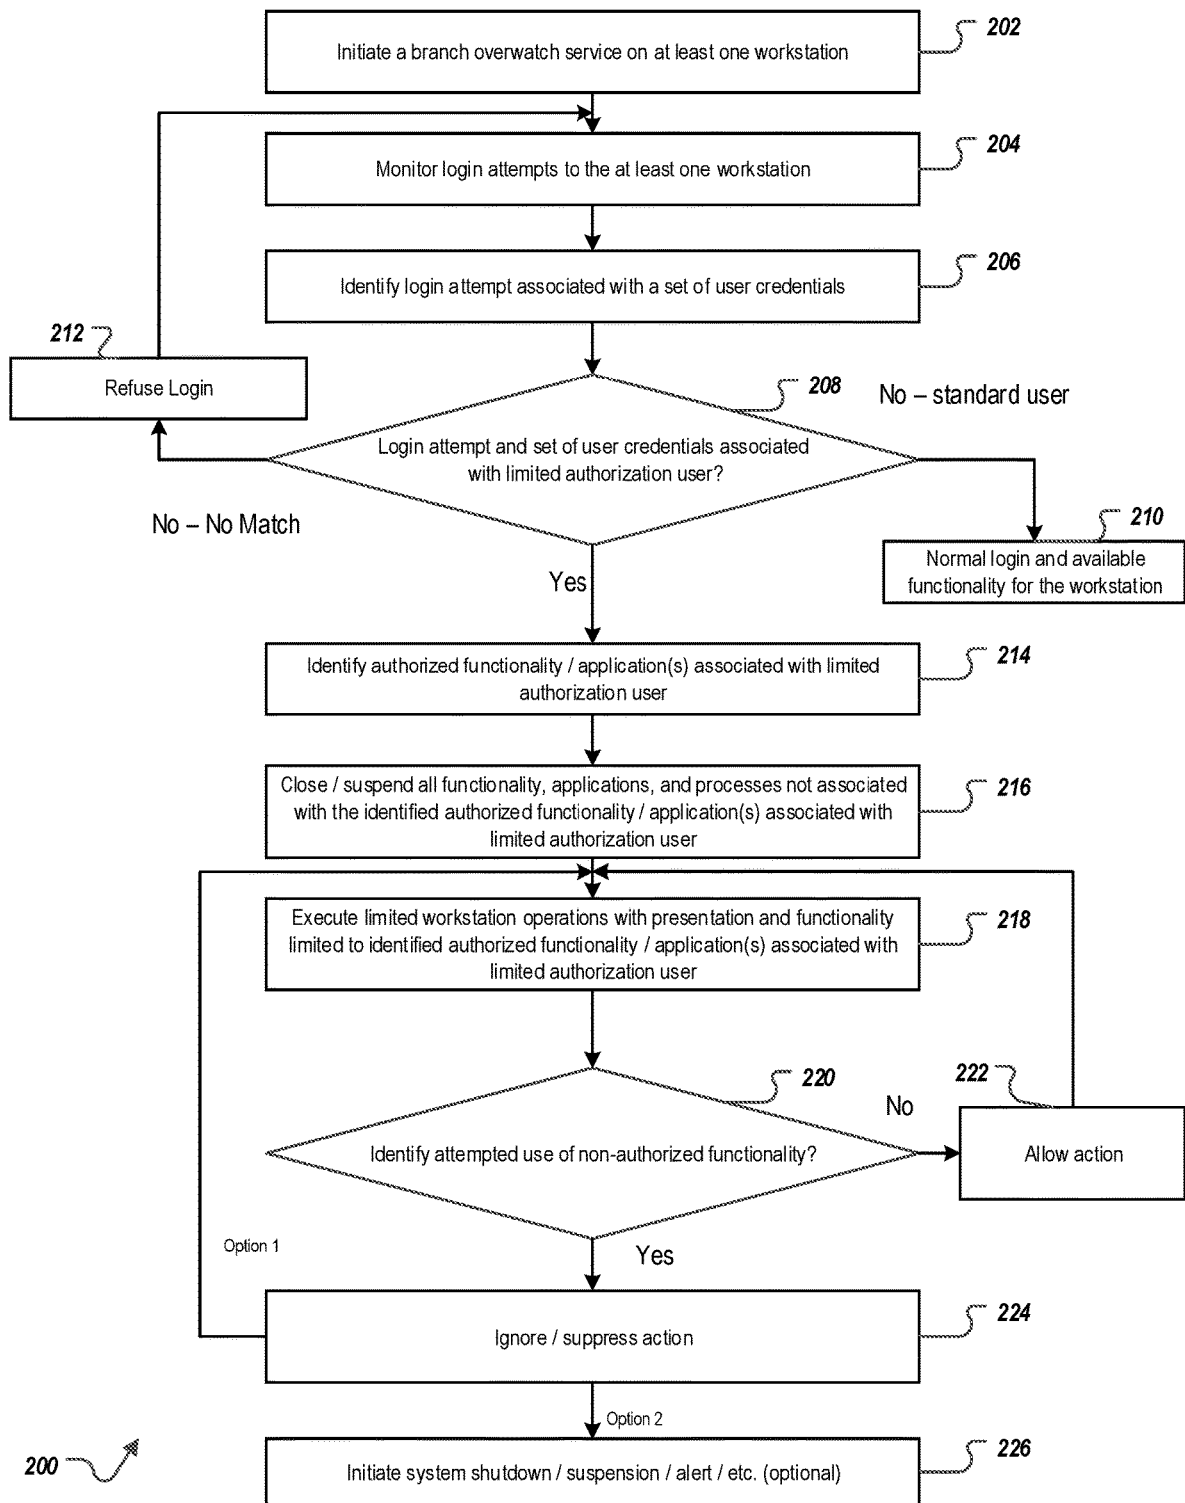 Initiate a branch overwatch service on at least one workstation
202
Monitor login attempts to the at least one workstation
204
Identify login attempt associated with a set of user credentials
206
212
Refuse Login
208
No – standard user
Login attempt and set of user credentials associated
with limited authorization user?
No – No Match
210
Normal login and available
functionality for the workstation
Yes
Identify authorized functionality / application(s) associated with limited
authorization user
214
Close / suspend all functionality, applications, and processes not associated
with the identified authorized functionality / application(s) associated with
limited authorization user
216
Execute limited workstation operations with presentation and functionality
limited to identified authorized functionality / application(s) associated with
limited authorization user
218
220
222
No
Identify attempted use of non-authorized functionality?
Allow action
Option 1
Yes
Ignore / suppress action
224
Option 2
Initiate system shutdown / suspension / alert / etc. (optional)
226
200